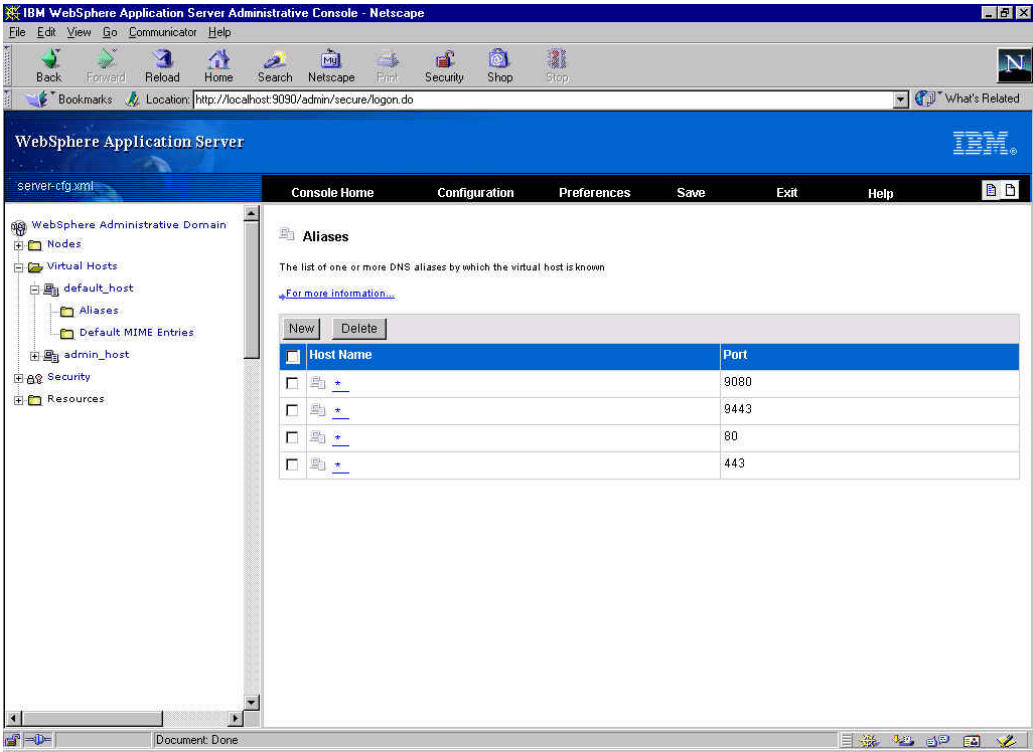 IBM WebSphere Application Server Administrative Console - Netscape
File Edit View Go Communicator Help
My
Back Forward Reload Home Search Netscape Print Security Shop Stop
N
Bookmarks Location: http://localhost:9090/admin/secure/logon.do What's Related
WebSphere Application Server
IBM
server-cfg.xml
Console Home Configuration Preferences Save Exit Help
WebSphere Administrative Domain
Nodes
Virtual Hosts
default_host
Aliases
Default MIME Entries
admin_host
Security
Resources
Aliases
The list of one or more DNS aliases by which the virtual host is known
For more information...
New Delete
Host Name Port
* 9080
* 9443
* 80
* 443
Document: Done